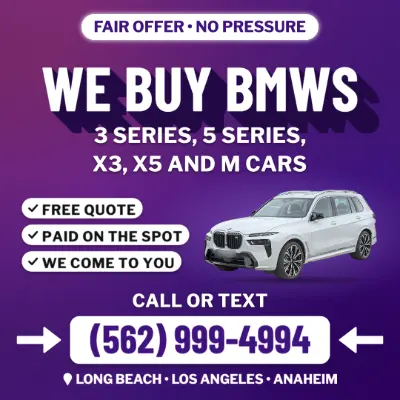 FAIR OFFER • NO PRESSURE
WE BUY BMWS
3 SERIES, 5 SERIES,
X3, X5 AND M CARS
FREE QUOTE
PAID ON THE SPOT
WE COME TO YOU
CALL OR TEXT
(562) 999-4994
LONG BEACH • LOS ANGELES • ANAHEIM